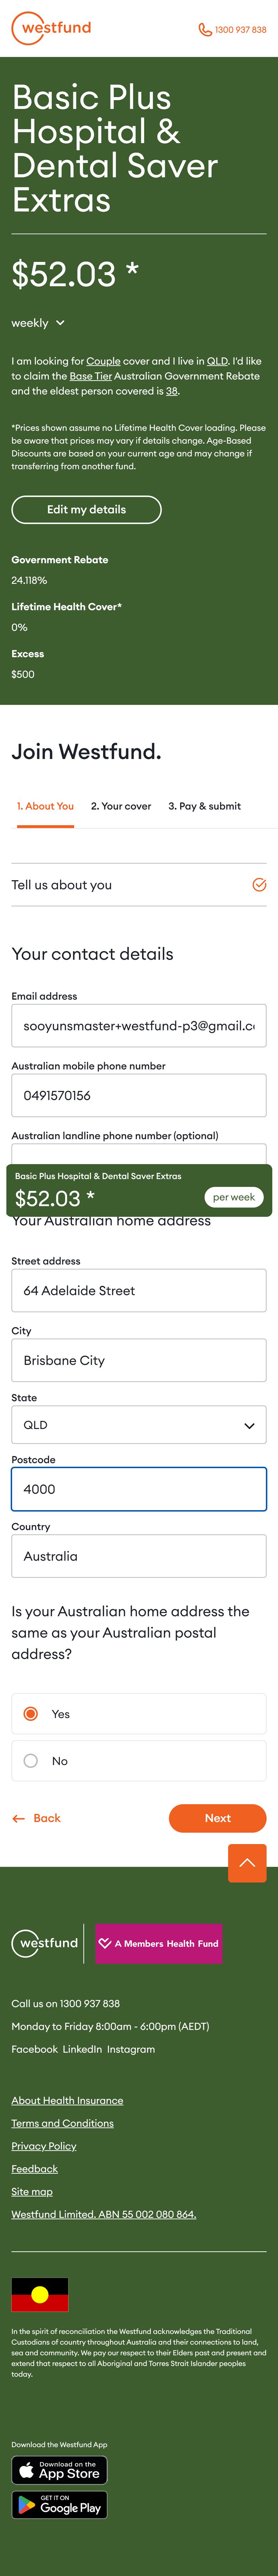 westfund
1300 937 838
Basic Plus
Hospital &
Dental Saver
Extras
$52.03 *
weekly
I am looking for Couple cover and I live in QLD. I'd like
to claim the Base Tier Australian Government Rebate
and the eldest person covered is 38.
*Prices shown assume no Lifetime Health Cover loading. Please
be aware that prices may vary if details change. Age-Based
Discounts are based on your current age and may change if
transferring from another fund.
Edit my details
Government Rebate
24.118%
Lifetime Health Cover*
0%
Excess
$500
Join Westfund.
1. About You 2. Your cover 3. Pay & submit
Tell us about you
Your contact details
Email address
sooyunsmaster+westfund-p3@gmail.c
Australian mobile phone number
0491570156
Australian landline phone number (optional)
Basic Plus Hospital & Dental Saver Extras
$52.03 *
per week
Your Australian home address
Street address
64 Adelaide Street
City
Brisbane City
State
QLD
Postcode
4000
Country
Australia
Is your Australian home address the
same as your Australian postal
address?
Yes
No
Back
Next
westfund
A Members Health Fund
Call us on 1300 937 838
Monday to Friday 8:00am - 6:00pm (AEDT)
Facebook LinkedIn Instagram
About Health Insurance
Terms and Conditions
Privacy Policy
Feedback
Site map
Westfund Limited. ABN 55 002 080 864.
In the spirit of reconciliation the Westfund acknowledges the Traditional
Custodians of country throughout Australia and their connections to land,
sea and community. We pay our respect to their Elders past and present and
extend that respect to all Aboriginal and Torres Strait Islander peoples
today.
Download the Westfund App
Download on the
App Store
GET IT ON
Google Play